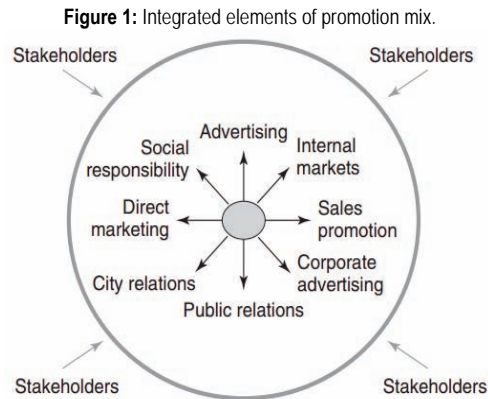 Figure 1: Integrated elements of promotion mix.
Stakeholders
Stakeholders
Advertising
Social
responsibility
Internal
markets
Direct
marketing
Sales
promotion
City relations
Corporate
advertising
Public relations
Stakeholders
Stakeholders